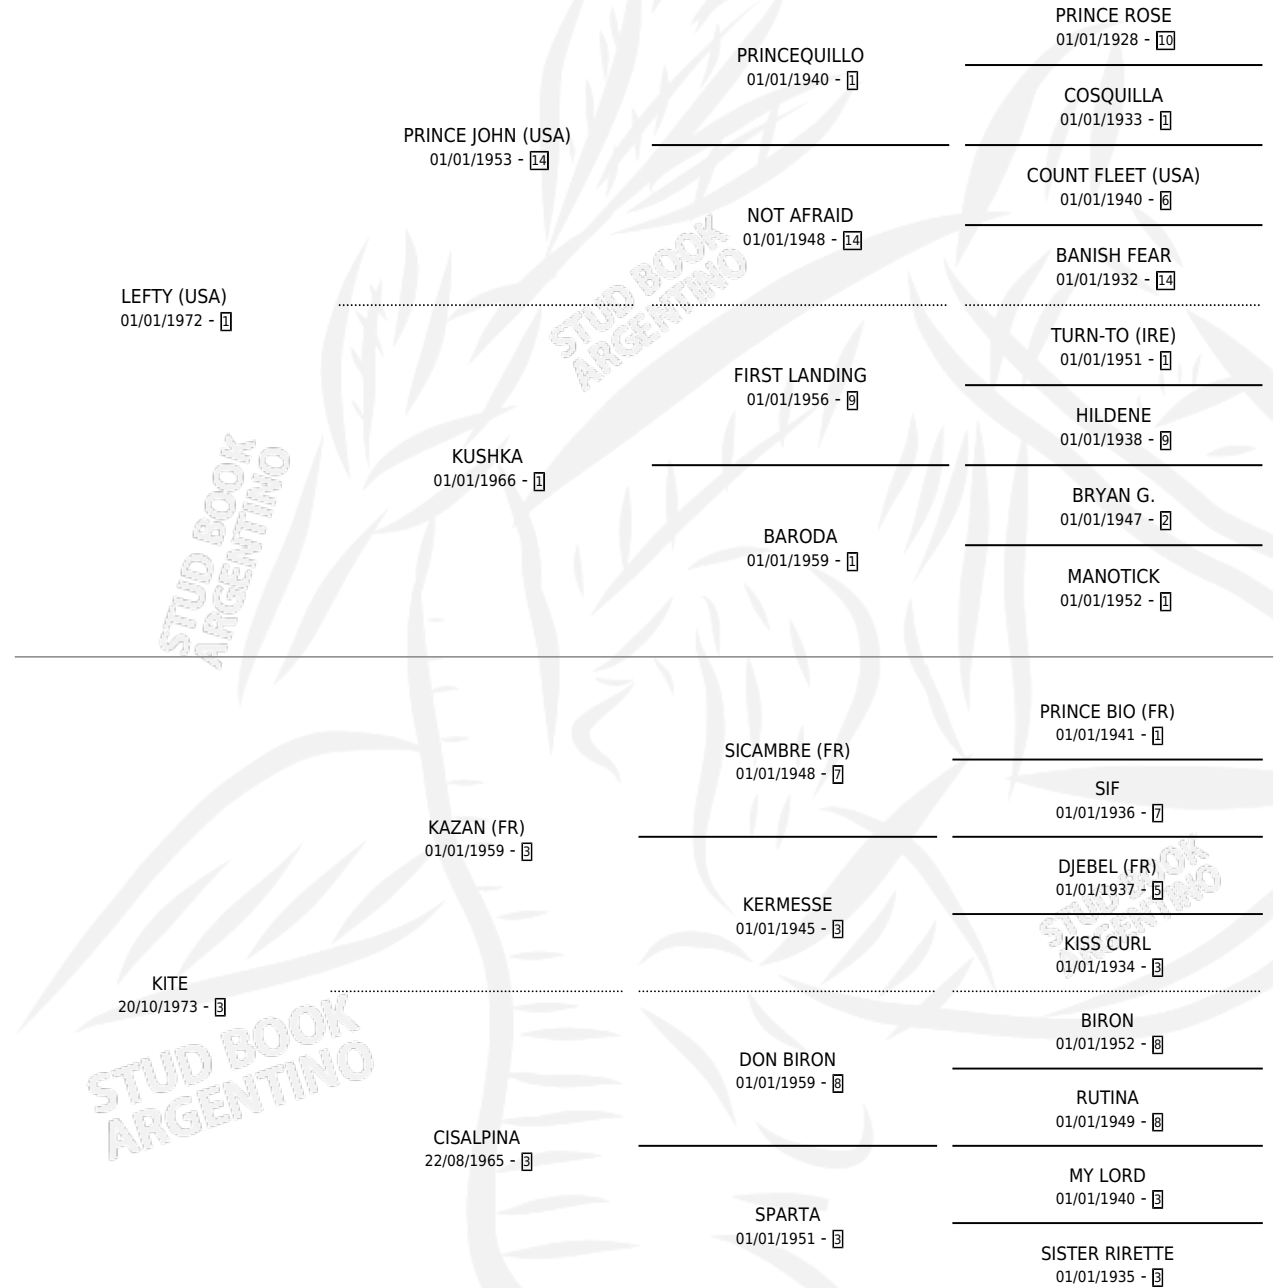 PRINCE ROSE
01/01/1928 - 10
PRINCEQUILLO
01/01/1940 - 1
COSQUILLA
01/01/1933 - 1
PRINCE JOHN (USA)
01/01/1953 - 14
COUNT FLEET (USA)
01/01/1940 - 6
NOT AFRAID
01/01/1948 - 14
BANISH FEAR
01/01/1932 - 14
LEFTY (USA)
01/01/1972 - 1
TURN-TO (IRE)
01/01/1951 - 1
FIRST LANDING
01/01/1956 - 9
HILDENE
01/01/1938 - 9
KUSHKA
01/01/1966 - 1
BRYAN G.
01/01/1947 - 2
BARODA
01/01/1959 - 1
MANOTICK
01/01/1952 - 1
PRINCE BIO (FR)
01/01/1941 - 1
SICAMBRE (FR)
01/01/1948 - 7
SIF
01/01/1936 - 7
KAZAN (FR)
01/01/1959 - 3
DJEBEL (FR)
01/01/1937 - 5
KERMESSE
01/01/1945 - 3
KISS CURL
01/01/1934 - 3
KITE
20/10/1973 - 3
BIRON
01/01/1952 - 8
DON BIRON
01/01/1959 - 8
RUTINA
01/01/1949 - 8
CISALPINA
22/08/1965 - 3
MY LORD
01/01/1940 - 3
SPARTA
01/01/1951 - 3
SISTER RIRETTE
01/01/1935 - 3
STUD BOOK
ARGENTINO
STUD BOOK
ARGENTINO
STUD BOOK
ARGENTINO
STUD BOOK
ARGENTINO